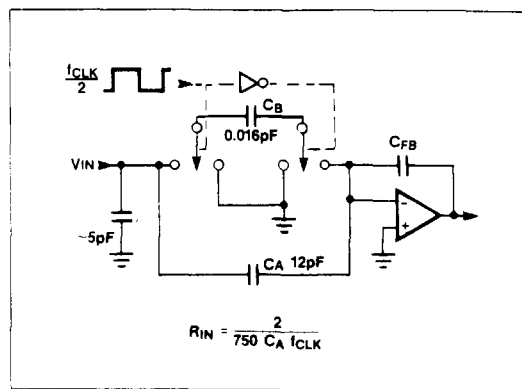 fCLK
2
CB
0.016pF
CFB
VIN
-
+
~5pF
CA 12pF
RIN = 2
750 CA fCLK